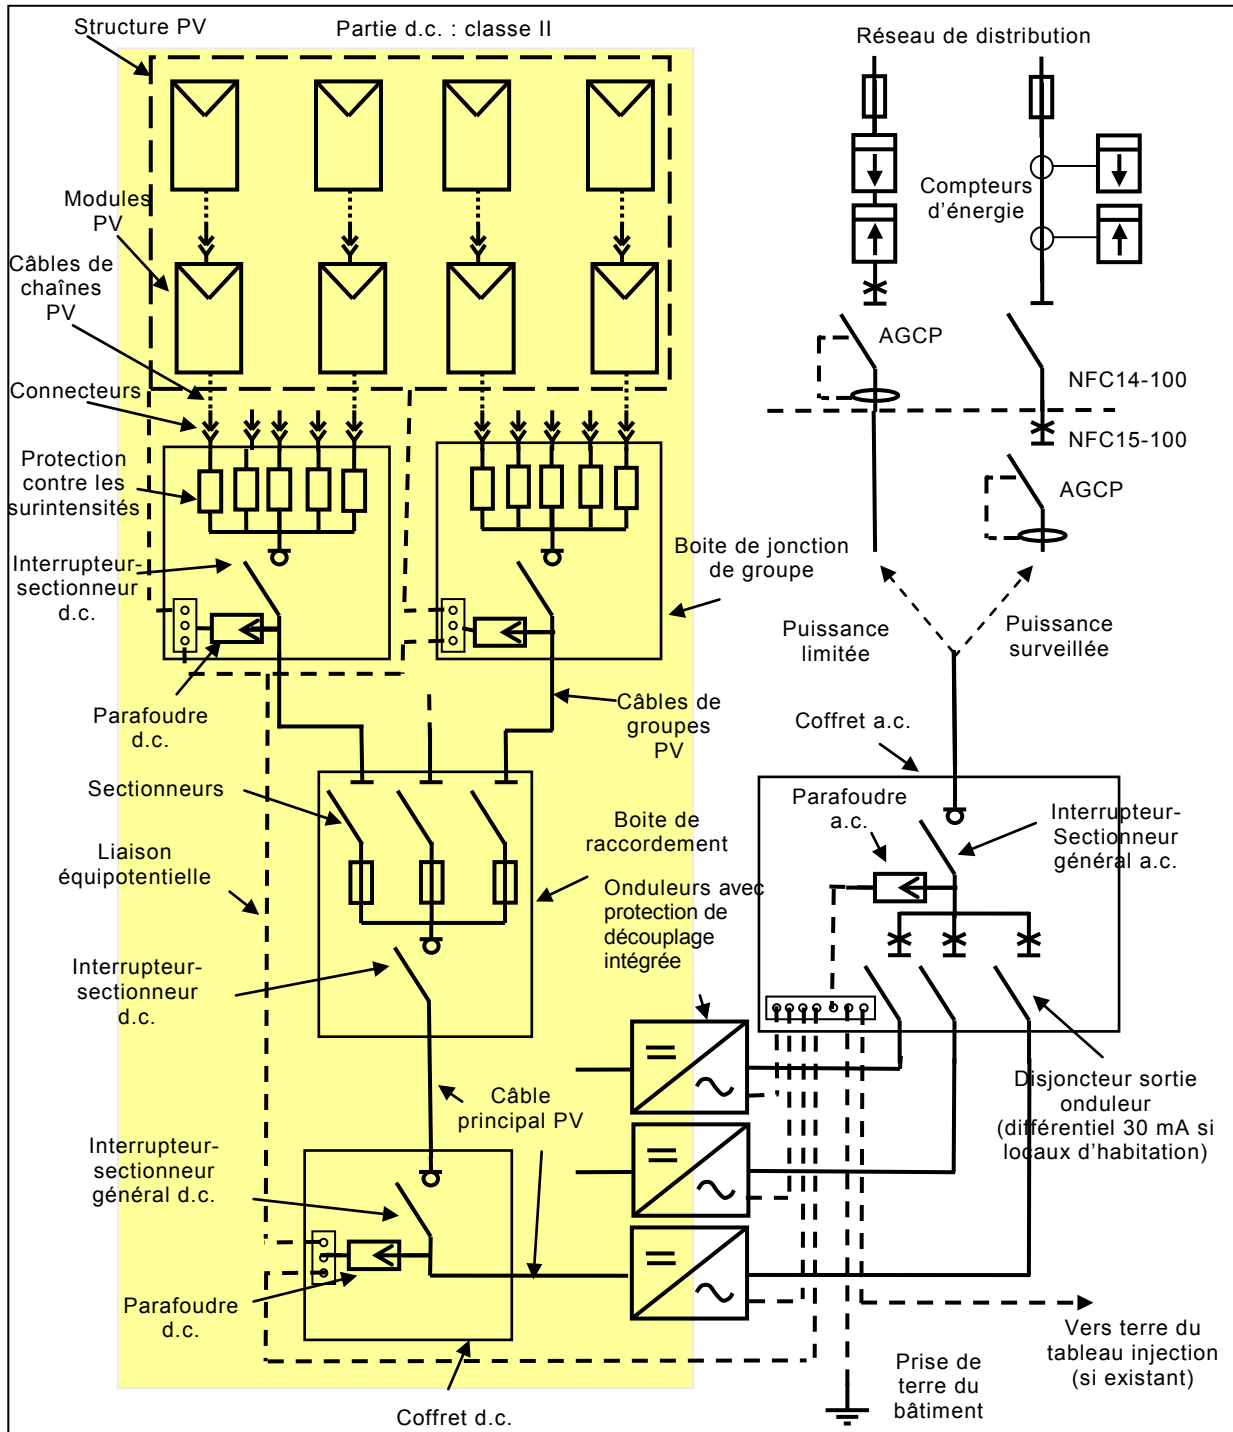 Structure PV
Partie d.c. : classe II
Réseau de distribution
Modules
PV
Compteurs
d’énergie
Câbles de
chaînes
PV
AGCP
NFC14-100
Connecteurs
NFC15-100
Protection
contre les
surintensités
AGCP
Interrupteur-
sectionneur
d.c.
Boite de jonction
de groupe
Puissance
limitée
Puissance
surveillée
Parafoudre
d.c.
Câbles de
groupes
PV
Coffret a.c.
Sectionneurs
Parafoudre
a.c.
Interrupteur-
Sectionneur
général a.c.
Boite de
raccordement
Liaison
équipotentielle
Onduleurs avec
protection de
découplage
intégrée
Interrupteur-
sectionneur
d.c.
Câble
principal PV
Disjoncteur sortie
onduleur
(différentiel 30 mA si
locaux d’habitation)
Interrupteur-
sectionneur
général d.c.
Parafoudre
d.c.
Vers terre du
tableau injection
(si existant)
Prise de
terre du
bâtiment
Coffret d.c.